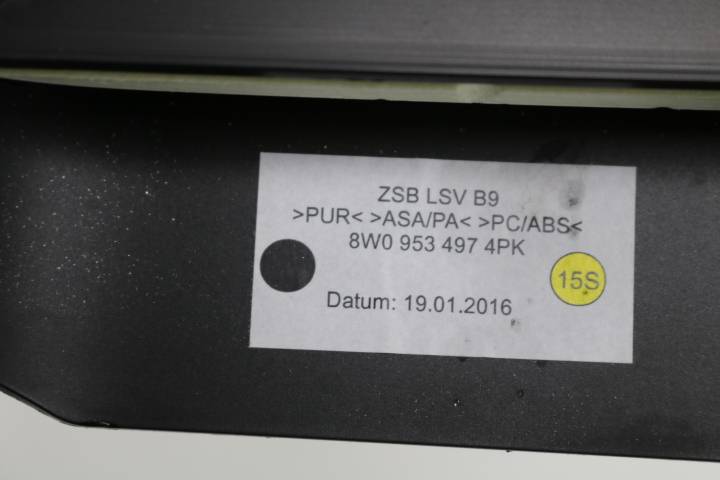 ZSB LSV B9
>PUR< >ASA/PA< >PC/ABS<
8W0 953 497 4PK
15S
Datum: 19.01.2016